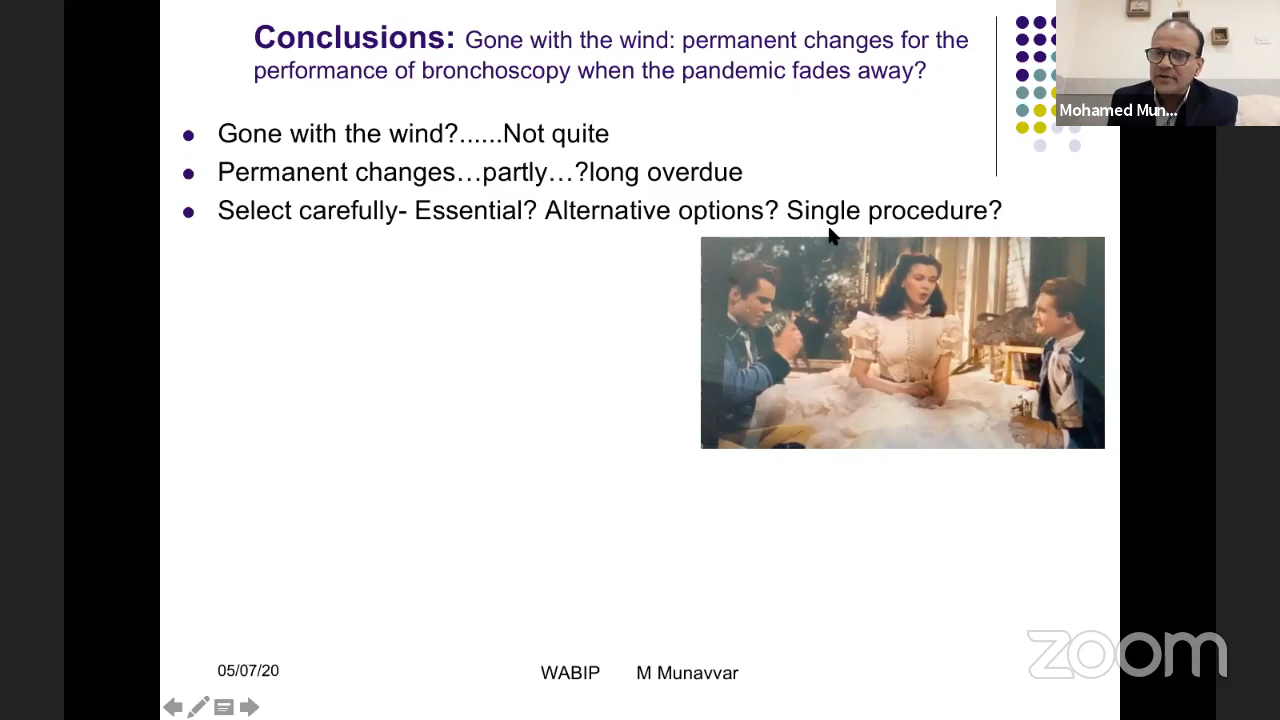 Conclusions: Gone with the wind: permanent changes for the
performance of bronchoscopy when the pandemic fades away?
Mohamed Mun...
Gone with the wind?......Not quite
Permanent changes…partly…?long overdue
Select carefully- Essential? Alternative options? Single procedure?
05/07/20
WABIP M Munavvar
zoom